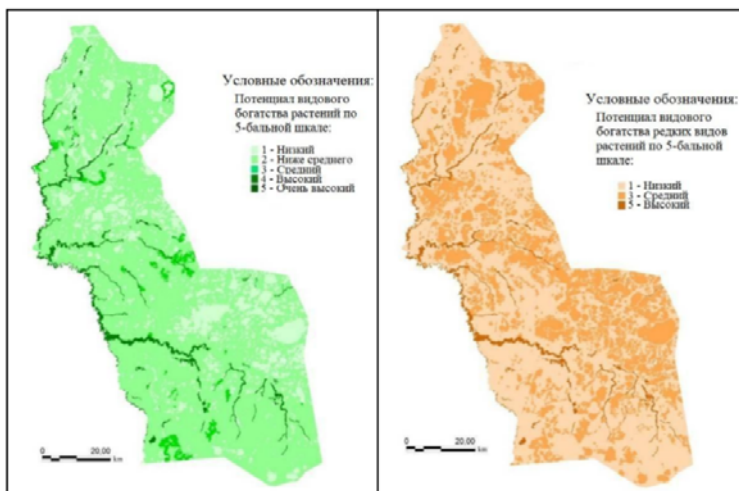 Условные обозначения:
Потенциал видового
богатства растений по
5-бальной шкале:
1 - Низкий
2 - Ниже среднего
3 - Средний
4 - Высокий
5 - Очень высокий
0 20,00
km
Условные обозначения:
Потенциал видового
богатства редких видов
растений по 5-бальной
шкале:
1 - Низкий
3 - Средний
5 - Высокий
0 20,00
km